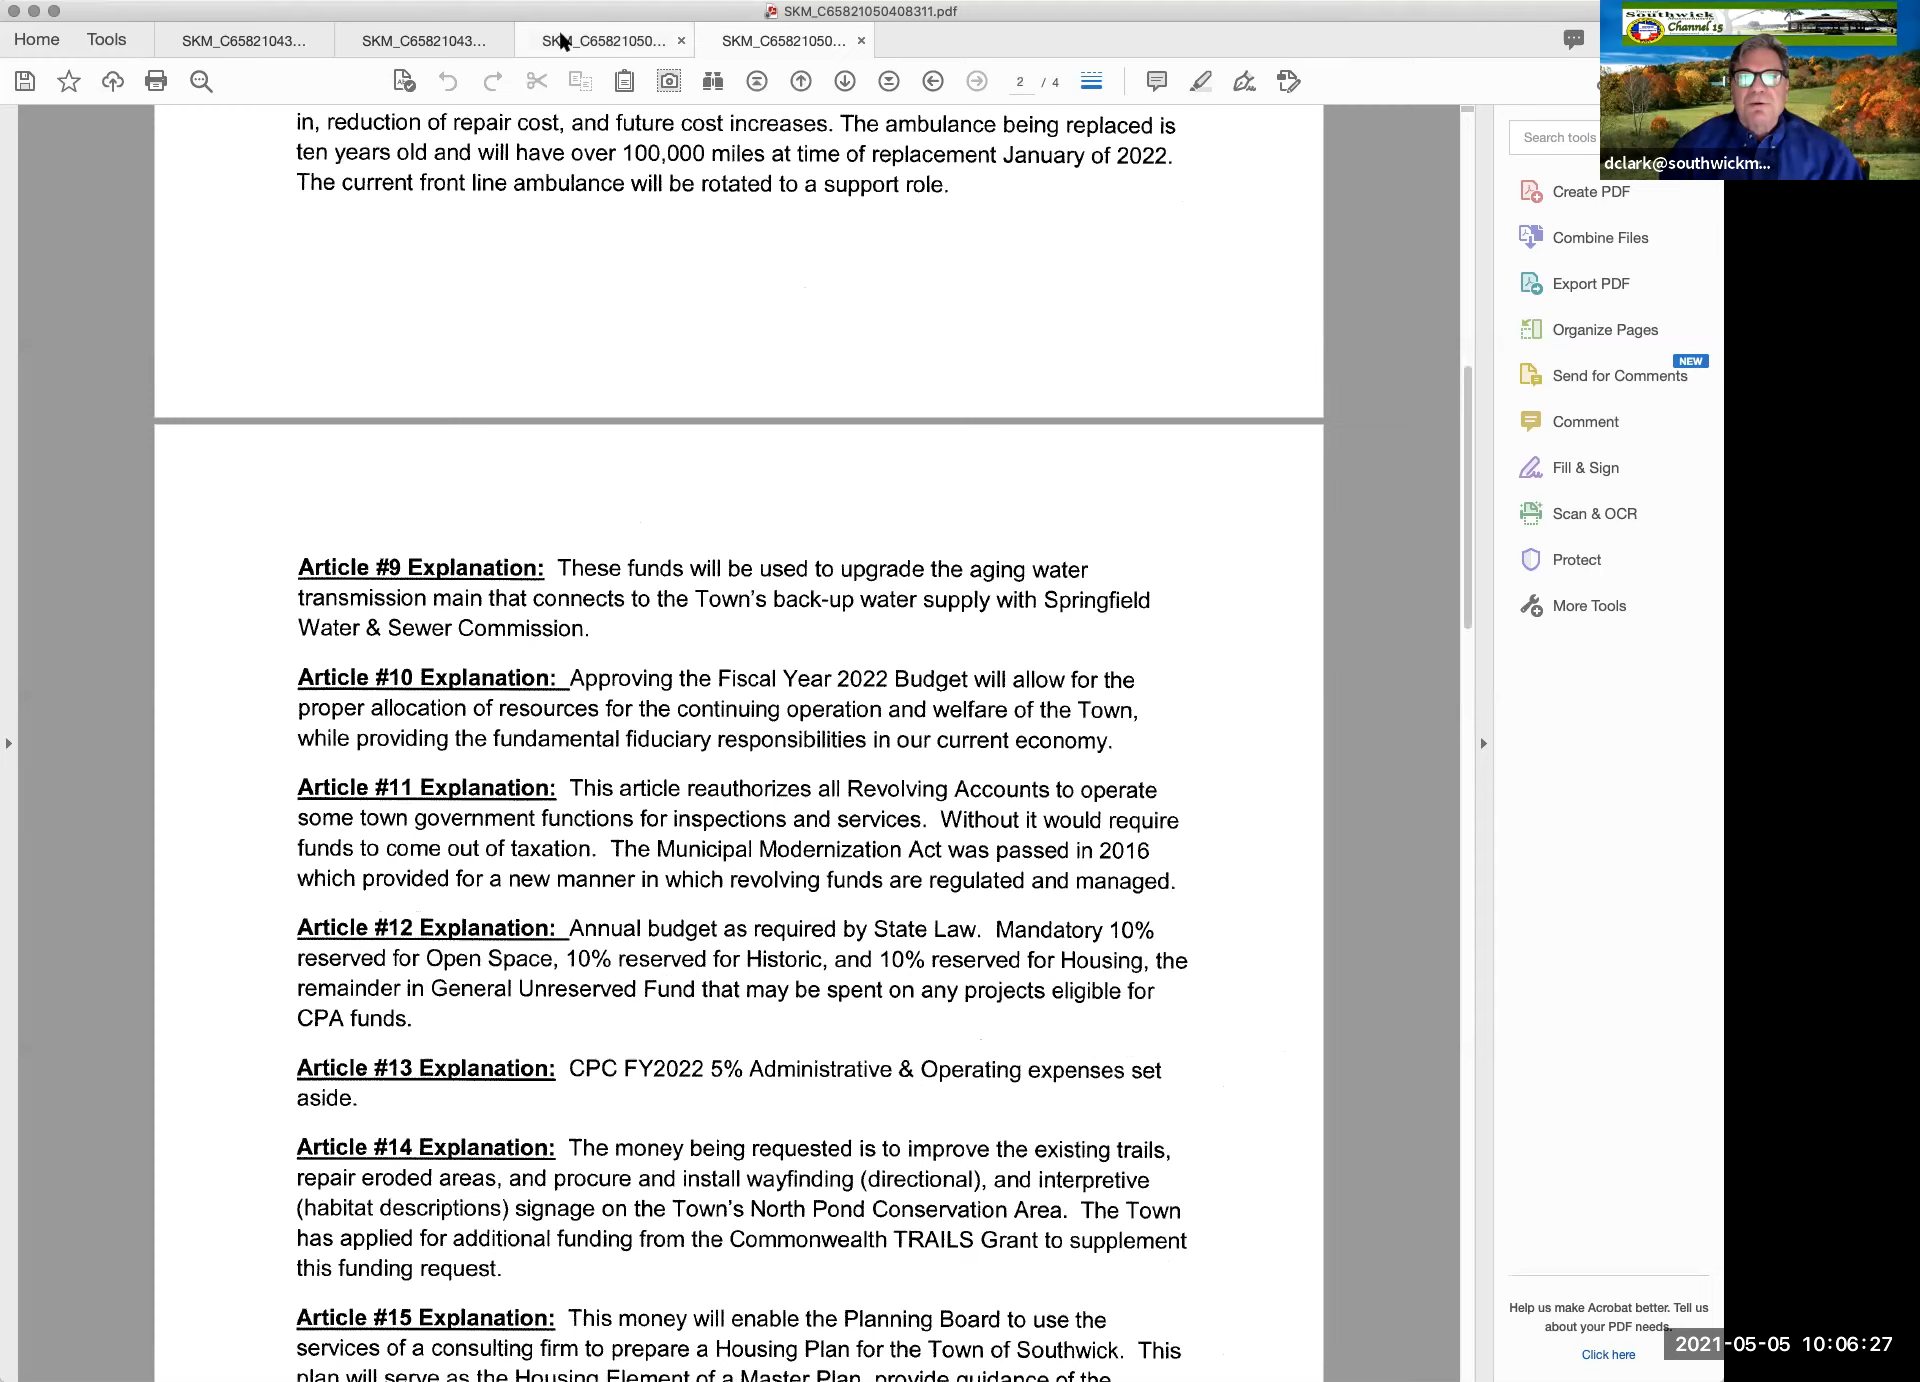 SKM_C65821050408311.pdf
Home
Tools
SKM_C65821043...
SKM_C65821043...
SKM_C65821050...
SKM_C65821050...
2 / 4
Southwick
Channel 15
dclark@southwickm...
in, reduction of repair cost, and future cost increases. The ambulance being replaced is
ten years old and will have over 100,000 miles at time of replacement January of 2022.
The current front line ambulance will be rotated to a support role.
Article #9 Explanation: These funds will be used to upgrade the aging water
transmission main that connects to the Town's back-up water supply with Springfield
Water & Sewer Commission.
Article #10 Explanation: Approving the Fiscal Year 2022 Budget will allow for the
proper allocation of resources for the continuing operation and welfare of the Town,
while providing the fundamental fiduciary responsibilities in our current economy.
Article #11 Explanation: This article reauthorizes all Revolving Accounts to operate
some town government functions for inspections and services. Without it would require
funds to come out of taxation. The Municipal Modernization Act was passed in 2016
which provided for a new manner in which revolving funds are regulated and managed.
Article #12 Explanation: Annual budget as required by State Law. Mandatory 10%
reserved for Open Space, 10% reserved for Historic, and 10% reserved for Housing, the
remainder in General Unreserved Fund that may be spent on any projects eligible for
CPA funds.
Article #13 Explanation: CPC FY2022 5% Administrative & Operating expenses set
aside.
Article #14 Explanation: The money being requested is to improve the existing trails,
repair eroded areas, and procure and install wayfinding (directional), and interpretive
(habitat descriptions) signage on the Town's North Pond Conservation Area. The Town
has applied for additional funding from the Commonwealth TRAILS Grant to supplement
this funding request.
Article #15 Explanation: This money will enable the Planning Board to use the
services of a consulting firm to prepare a Housing Plan for the Town of Southwick. This
plan will serve as the Housing Element of a Master Plan, provide guidance of the
Search tools
Create PDF
Combine Files
Export PDF
Organize Pages
NEW
Send for Comments
Comment
Fill & Sign
Scan & OCR
Protect
More Tools
Help us make Acrobat better. Tell us
about your PDF needs.
Click here
2021-05-05 10:06:27